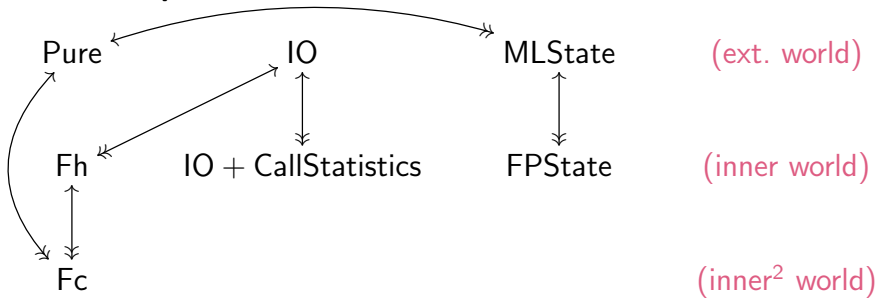 Pure IO MLState (ext. world)
Fh IO + CallStatistics FPState (inner world)
Fc (inner² world)